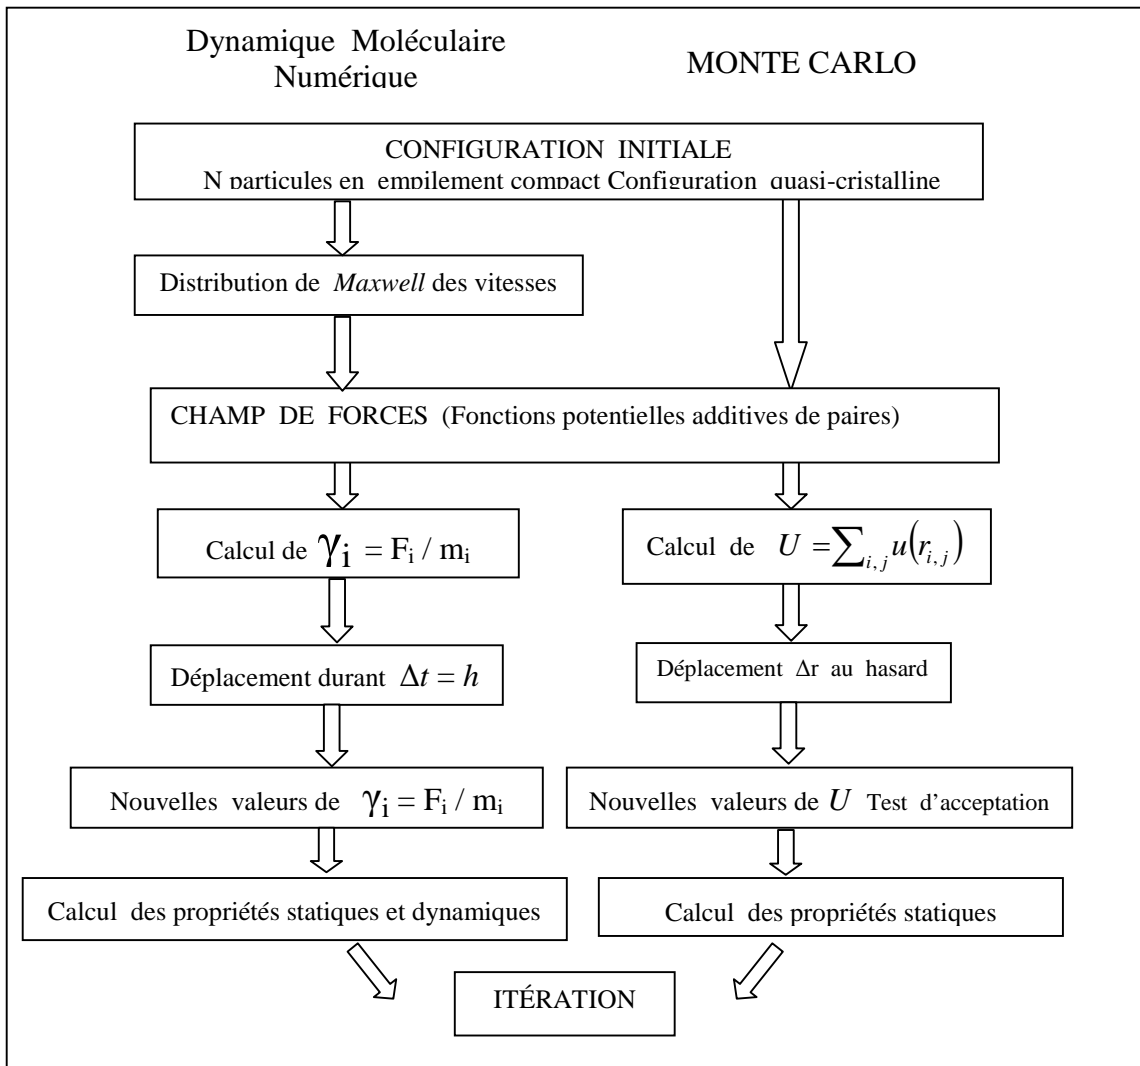 Dynamique Moléculaire
Numérique
MONTE CARLO
CONFIGURATION INITIALE
N particules en empilement compact Configuration quasi-cristalline
Distribution de Maxwell des vitesses
CHAMP DE FORCES (Fonctions potentielles additives de paires)
Calcul de γi = Fi / mi
Calcul de U = ∑i,j u(ri,j)
Déplacement durant Δt = h
Déplacement Δr au hasard
Nouvelles valeurs de γi = Fi / mi
Nouvelles valeurs de U Test d'acceptation
Calcul des propriétés statiques et dynamiques
Calcul des propriétés statiques
ITÉRATION